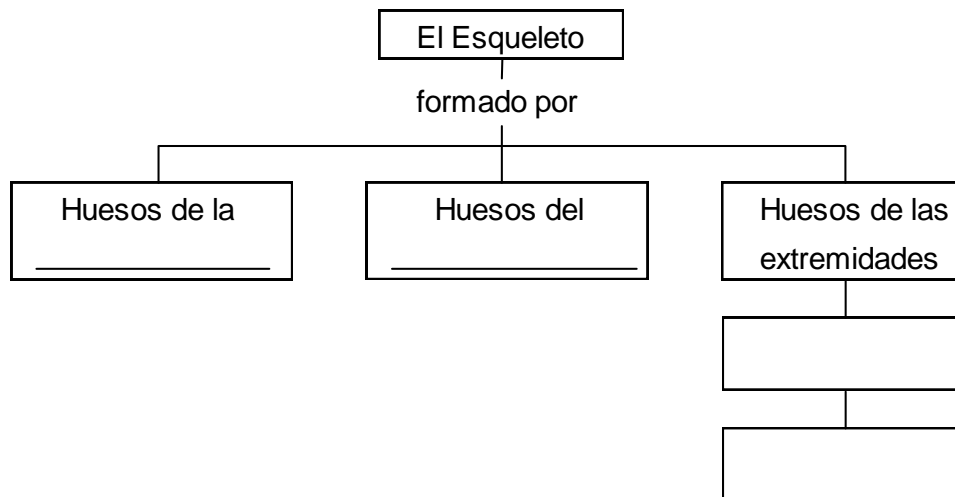 El Esqueleto
formado por
Huesos de la
Huesos del
Huesos de las
extremidades